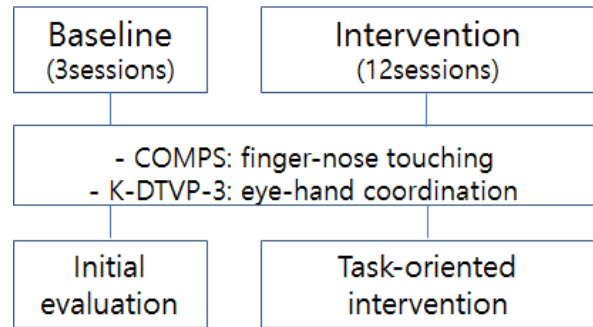 Baseline
(3sessions)
Intervention
(12sessions)
- COMPS: finger-nose touching
- K-DTVP-3: eye-hand coordination
Initial
evaluation
Task-oriented
intervention